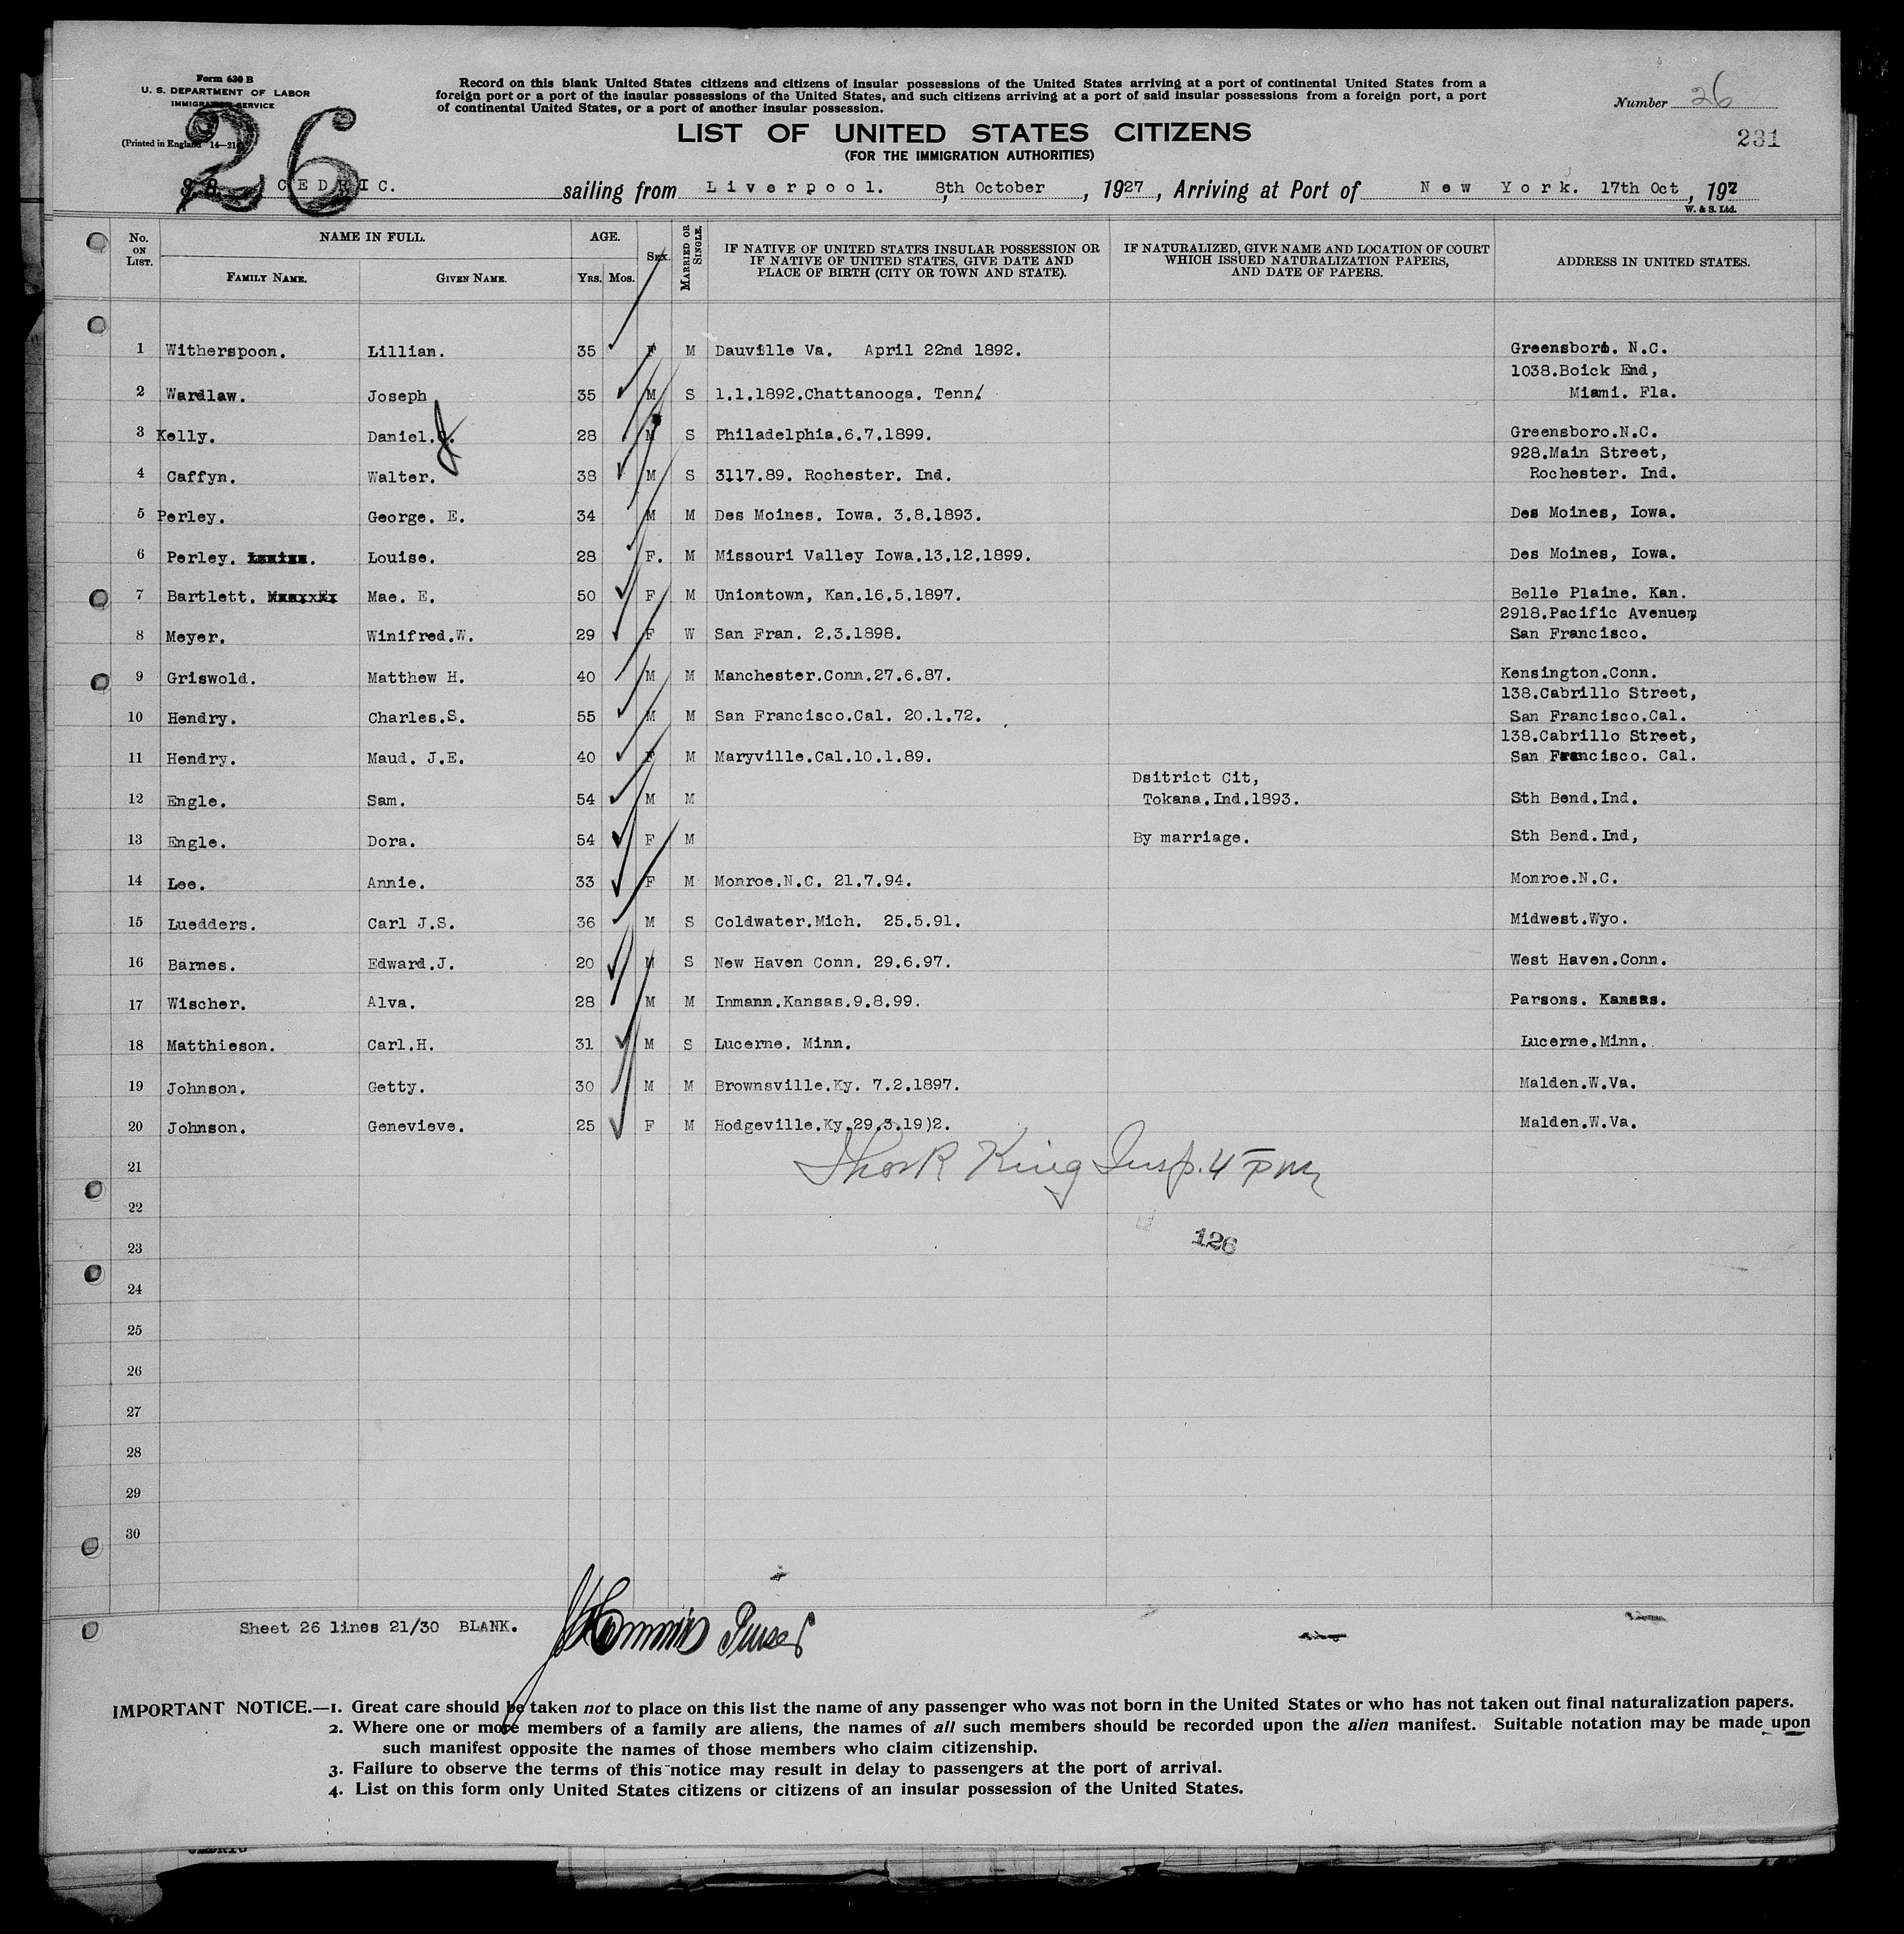 Form 630 B
U. S. DEPARTMENT OF LABOR
IMMIGRATION SERVICE
(Printed in England 14—21
26
Record on this blank United States citizens and citizens of insular possessions of the United States arriving at a port of continental United States from a
foreign port or a port of the insular possessions of the United States, and such citizens arriving at a port of said insular possessions from a foreign port, a port
of continental United States, or a port of another insular possession.
Number 26
231
LIST OF UNITED STATES CITIZENS
(FOR THE IMMIGRATION AUTHORITIES)
S.S. CEDRIC. sailing from Liverpool. 8th October, 1927, Arriving at Port of New York. 17th Oct, 192
W. & S. Ltd.
No. ON LIST. NAME IN FULL. FAMILY NAME. GIVEN NAME. AGE. YRS. MOS. SEX. MARRIED OR SINGLE. IF NATIVE OF UNITED STATES INSULAR POSSESSION OR IF NATIVE OF UNITED STATES, GIVE DATE AND PLACE OF BIRTH (CITY OR TOWN AND STATE). IF NATURALIZED, GIVE NAME AND LOCATION OF COURT WHICH ISSUED NATURALIZATION PAPERS, AND DATE OF PAPERS. ADDRESS IN UNITED STATES.
1 Witherspoon. Lillian. 35 F M Dauville Va. April 22nd 1892. Greensboro. N.C.
1038.Boick End,
2 Wardlaw. Joseph 35 M S 1.1.1892.Chattanooga. Tenn. Miami. Fla.
3 Kelly. Daniel. J. 28 M S Philadelphia.6.7.1899. Greensboro.N.C.
928.Main Street,
4 Caffyn. Walter. 38 M S 3117.89. Rochester. Ind. Rochester. Ind.
5 Perley. George. E. 34 M M Des Moines. Iowa. 3.8.1893. Des Moines, Iowa.
6 Perley. Louise. 28 F. M Missouri Valley Iowa.13.12.1899. Des Moines, Iowa.
7 Bartlett. Mae. E. 50 F M Uniontown, Kan.16.5.1897. Belle Plaine. Kan.
2918.Pacific Avenue,
8 Meyer. Winifred.W. 29 F W San Fran. 2.3.1898. San Francisco.
9 Griswold. Matthew H. 40 M M Manchester.Conn.27.6.87. Kensington.Conn.
138.Cabrillo Street,
10 Hendry. Charles.S. 55 M M San Francisco.Cal. 20.1.72. San Francisco.Cal.
138.Cabrillo Street,
11 Hendry. Maud. J.E. 40 F M Maryville.Cal.10.1.89. San Francisco. Cal.
Dsitrict Cit,
12 Engle. Sam. 54 M M Tokana.Ind.1893. Sth Bend.Ind.
13 Engle. Dora. 54 F M By marriage. Sth Bend.Ind,
14 Lee. Annie. 33 F M Monroe.N.C. 21.7.94. Monroe.N.C.
15 Luedders. Carl J.S. 36 M S Coldwater.Mich. 25.5.91. Midwest.Wyo.
16 Barnes. Edward.J. 20 M S New Haven Conn. 29.6.97. West Haven.Conn.
17 Wischer. Alva. 28 M M Inmann.Kansas.9.8.99. Parsons. Kansas.
18 Matthieson. Carl.H. 31 M S Lucerne. Minn. Lucerne.Minn.
19 Johnson. Getty. 30 M M Brownsville.Ky. 7.2.1897. Malden.W.Va.
20 Johnson. Genevieve. 25 F M Hodgeville.Ky.29.3.19)2. Malden.W.Va.
King Insp. 4 PM
21
22
126
23
24
25
26
27
28
29
30
Sheet 26 lines 21/30 BLANK.
Purser
IMPORTANT NOTICE.—1. Great care should be taken not to place on this list the name of any passenger who was not born in the United States or who has not taken out final naturalization papers.
2. Where one or more members of a family are aliens, the names of all such members should be recorded upon the alien manifest. Suitable notation may be made upon
such manifest opposite the names of those members who claim citizenship.
3. Failure to observe the terms of this notice may result in delay to passengers at the port of arrival.
4. List on this form only United States citizens or citizens of an insular possession of the United States.